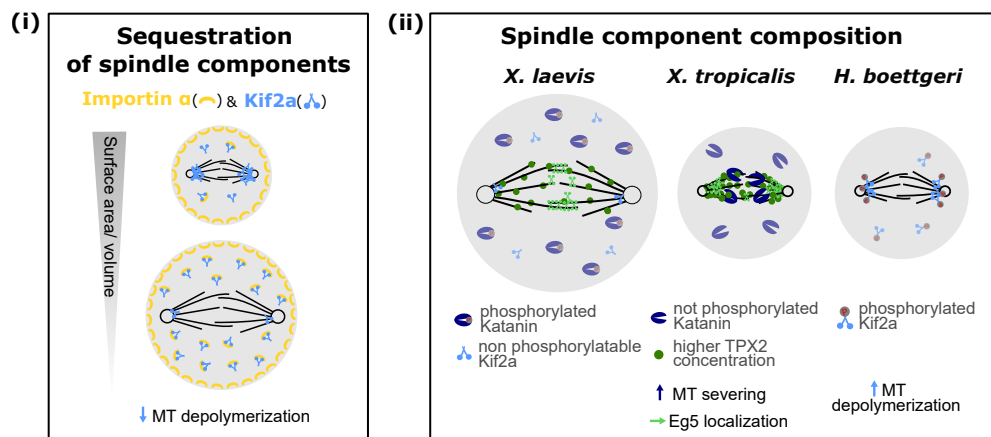 (i)
Sequestration
of spindle components
Importin α(⌢) & Kif2a( )
Surface area/ volume
↓ MT depolymerization
(ii)
Spindle component composition
X. laevis
X. tropicalis
H. boettgeri
phosphorylated
Katanin
non phosphorylatable
Kif2a
not phosphorylated
Katanin
higher TPX2
concentration
↑ MT severing
→ Eg5 localization
phosphorylated
Kif2a
↑ MT
depolymerization